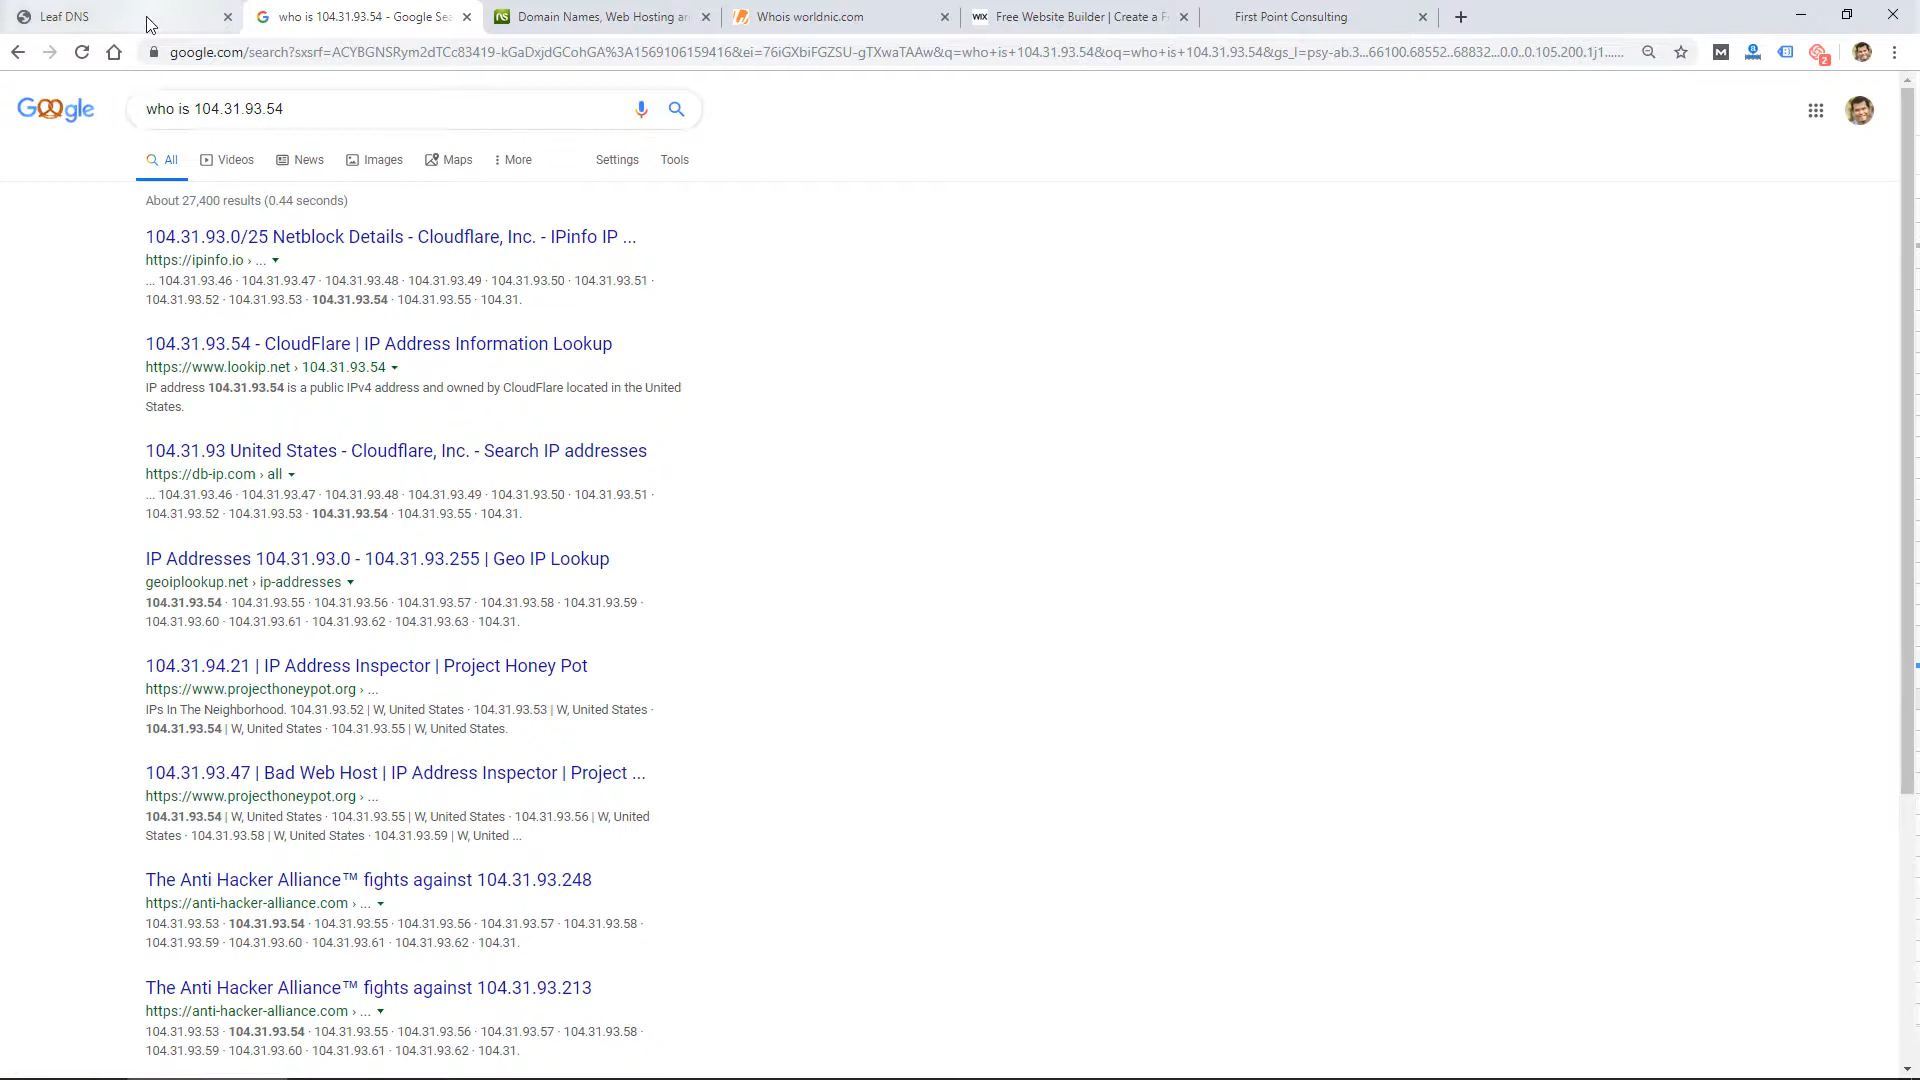 Leaf DNS
who is 104.31.93.54 - Google Sea
Domain Names, Web Hosting an
Whois worldnic.com
WIX
Free Website Builder | Create a F
First Point Consulting
google.com/search?sxsrf=ACYBGNSRym2dTCc83419-kGaDxjdGCohGA%3A1569106159416&ei=76iGXbiFGZSU-gTXwaTAAw&q=who+is+104.31.93.54&oq=who+is+104.31.93.54&gs_l=psy-ab.3...66100.68552..68832...0.0..0.105.200.1j1......
2
Google
who is 104.31.93.54
All
Videos
News
Images
Maps
More
Settings
Tools
About 27,400 results (0.44 seconds)
104.31.93.0/25 Netblock Details - Cloudflare, Inc. - IPinfo IP ...
https://ipinfo.io › ...
... 104.31.93.46 · 104.31.93.47 · 104.31.93.48 · 104.31.93.49 · 104.31.93.50 · 104.31.93.51 ·
104.31.93.52 · 104.31.93.53 · 104.31.93.54 · 104.31.93.55 · 104.31.
104.31.93.54 - CloudFlare | IP Address Information Lookup
https://www.lookip.net › 104.31.93.54
IP address 104.31.93.54 is a public IPv4 address and owned by CloudFlare located in the United
States.
104.31.93 United States - Cloudflare, Inc. - Search IP addresses
https://db-ip.com › all
... 104.31.93.46 · 104.31.93.47 · 104.31.93.48 · 104.31.93.49 · 104.31.93.50 · 104.31.93.51 ·
104.31.93.52 · 104.31.93.53 · 104.31.93.54 · 104.31.93.55 · 104.31.
IP Addresses 104.31.93.0 - 104.31.93.255 | Geo IP Lookup
geoiplookup.net › ip-addresses
104.31.93.54 · 104.31.93.55 · 104.31.93.56 · 104.31.93.57 · 104.31.93.58 · 104.31.93.59 ·
104.31.93.60 · 104.31.93.61 · 104.31.93.62 · 104.31.93.63 · 104.31.
104.31.94.21 | IP Address Inspector | Project Honey Pot
https://www.projecthoneypot.org › ...
IPs In The Neighborhood. 104.31.93.52 | W, United States · 104.31.93.53 | W, United States ·
104.31.93.54 | W, United States · 104.31.93.55 | W, United States.
104.31.93.47 | Bad Web Host | IP Address Inspector | Project ...
https://www.projecthoneypot.org › ...
104.31.93.54 | W, United States · 104.31.93.55 | W, United States · 104.31.93.56 | W, United
States · 104.31.93.58 | W, United States · 104.31.93.59 | W, United ...
The Anti Hacker Alliance™ fights against 104.31.93.248
https://anti-hacker-alliance.com › ...
104.31.93.53 · 104.31.93.54 · 104.31.93.55 · 104.31.93.56 · 104.31.93.57 · 104.31.93.58 ·
104.31.93.59 · 104.31.93.60 · 104.31.93.61 · 104.31.93.62 · 104.31.
The Anti Hacker Alliance™ fights against 104.31.93.213
https://anti-hacker-alliance.com › ...
104.31.93.53 · 104.31.93.54 · 104.31.93.55 · 104.31.93.56 · 104.31.93.57 · 104.31.93.58 ·
104.31.93.59 · 104.31.93.60 · 104.31.93.61 · 104.31.93.62 · 104.31.